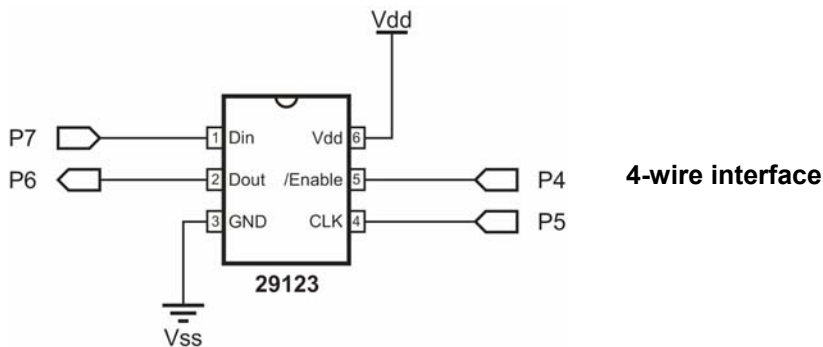 Vdd
P7
1 Din
Vdd 6
P6
2 Dout
/Enable 5
P4
3 GND
CLK 4
P5
29123
Vss
4-wire interface